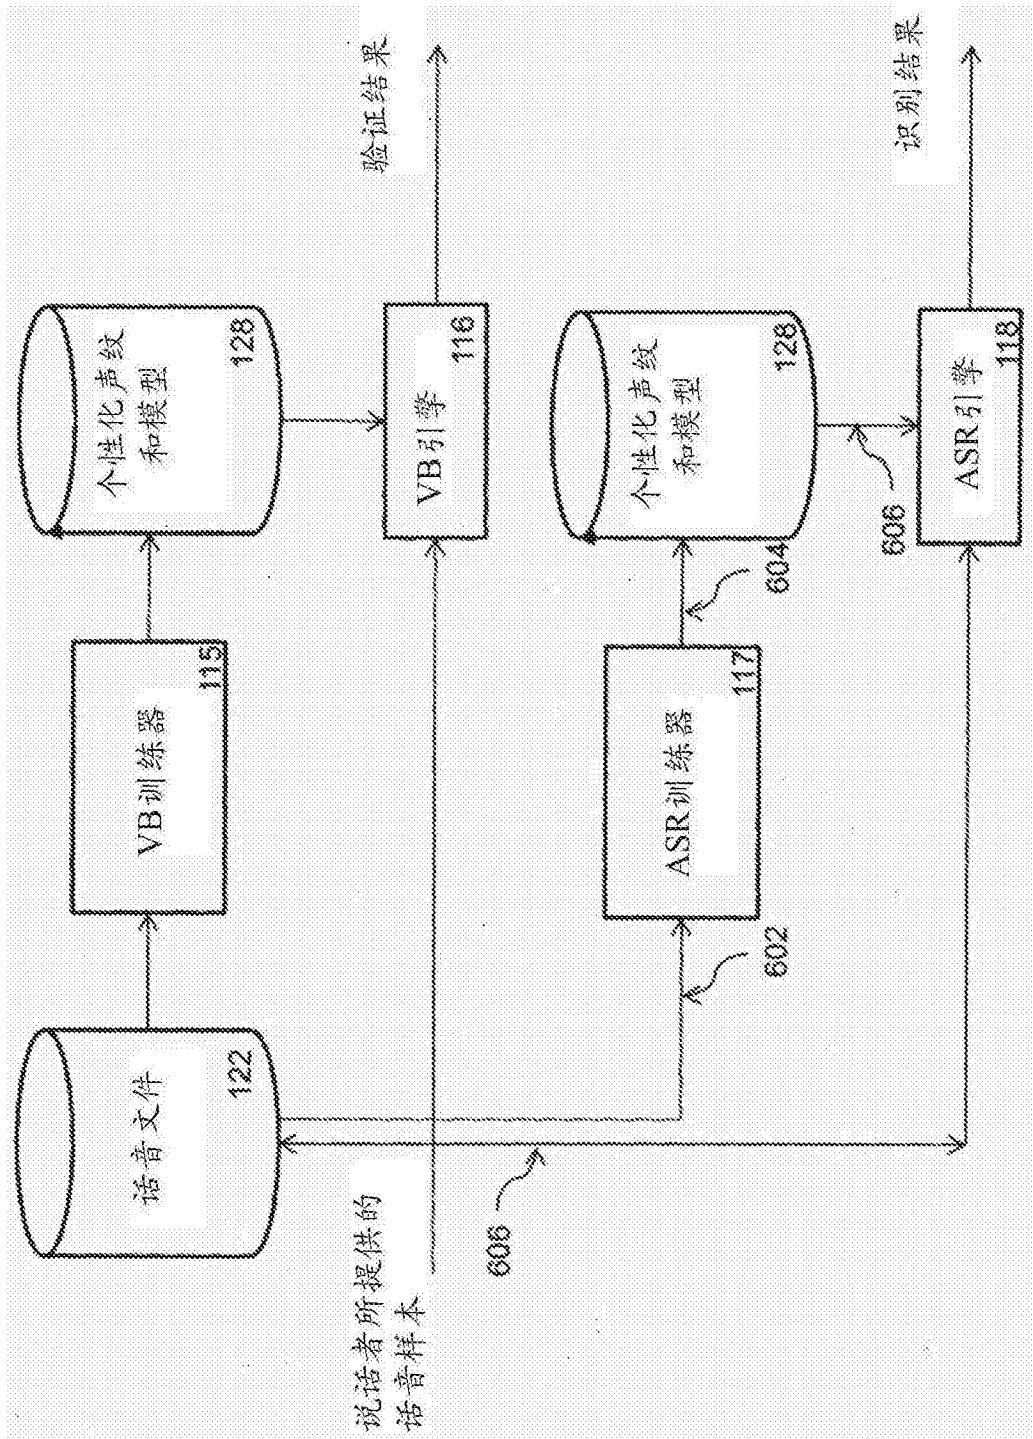 话音文件
122
VB训练器
115
个性化声纹
和模型
128
说话者所提供的
话音样本
VB引擎
116
验证结果
606
602
ASR训练器
117
604
个性化声纹
和模型
128
606
ASR引擎
118
识别结果